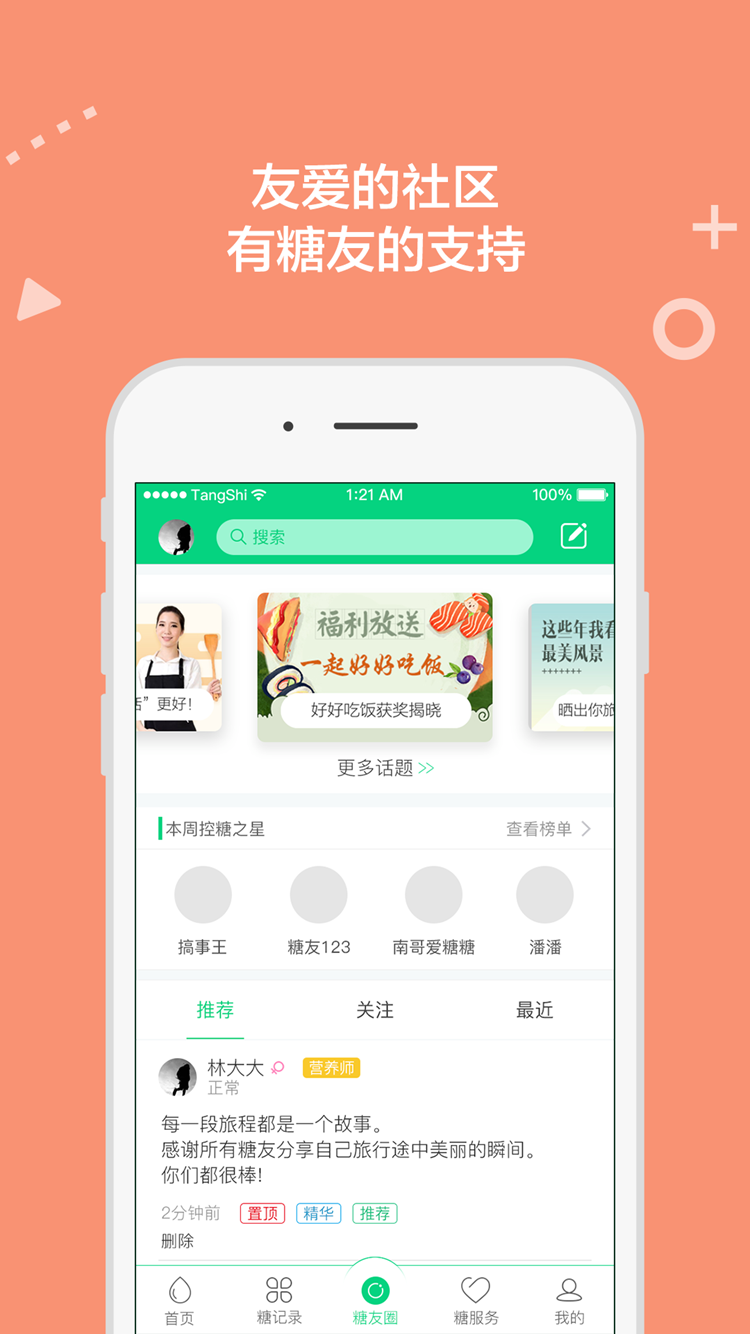 友爱的社区
有糖友的支持
TangShi
1:21 AM
100%
搜索
福利放送
一起好好吃饭
好好吃饭获奖揭晓
” 更好！
这些年我看
最美风景
晒出你旅
更多话题 >>
本周控糖之星
查看榜单
搞事王
糖友123
南哥爱糖糖
潘潘
推荐
关注
最近
林大大
营养师
正常
每一段旅程都是一个故事。
感谢所有糖友分享自己旅行途中美丽的瞬间。
你们都很棒！
2分钟前
置顶
精华
推荐
删除
首页
糖记录
糖友圈
糖服务
我的